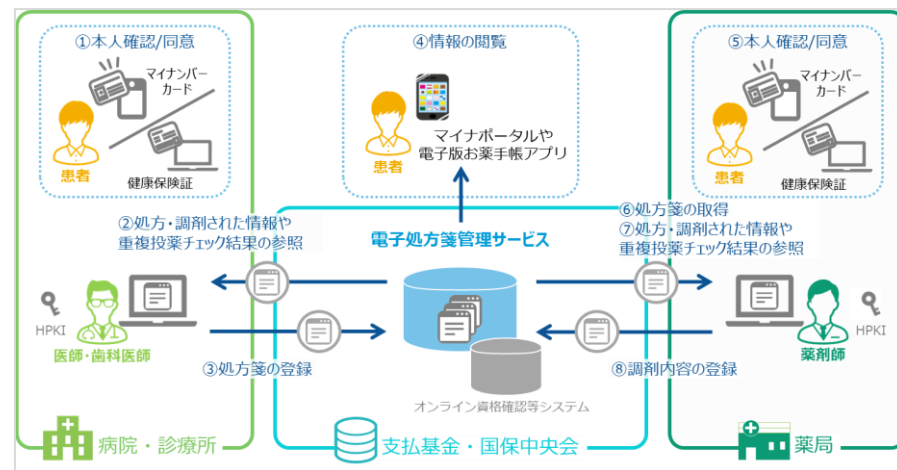 ①本人確認/同意
マイナンバー
カード
患者
健康保険証
④情報の閲覧
患者
マイナポータルや
電子版お薬手帳アプリ
⑤本人確認/同意
マイナンバー
カード
患者
健康保険証
②処方・調剤された情報や
重複投薬チェック結果の参照
電子処方箋管理サービス
⑥処方箋の取得
⑦処方・調剤された情報や
重複投薬チェック結果の参照
HPKI
医師・歯科医師
③処方箋の登録
オンライン資格確認等システム
⑧調剤内容の登録
薬剤師
HPKI
病院・診療所
支払基金・国保中央会
薬局